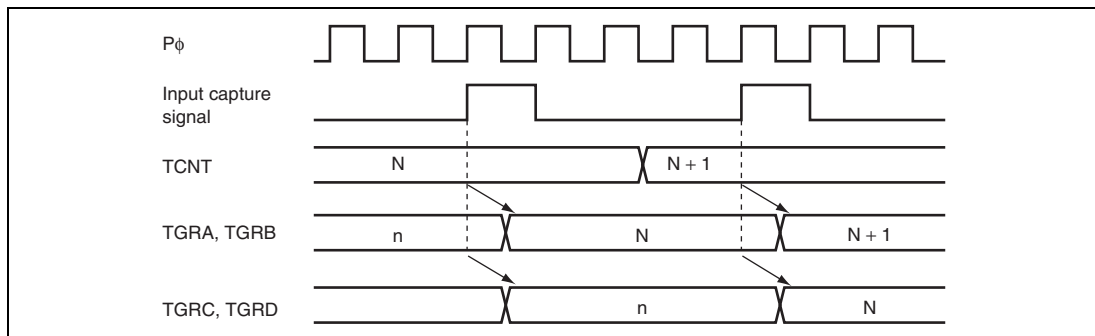 Pϕ
Input capture
signal
TCNT
N
N + 1
TGRA, TGRB
n
N
N + 1
TGRC, TGRD
n
N